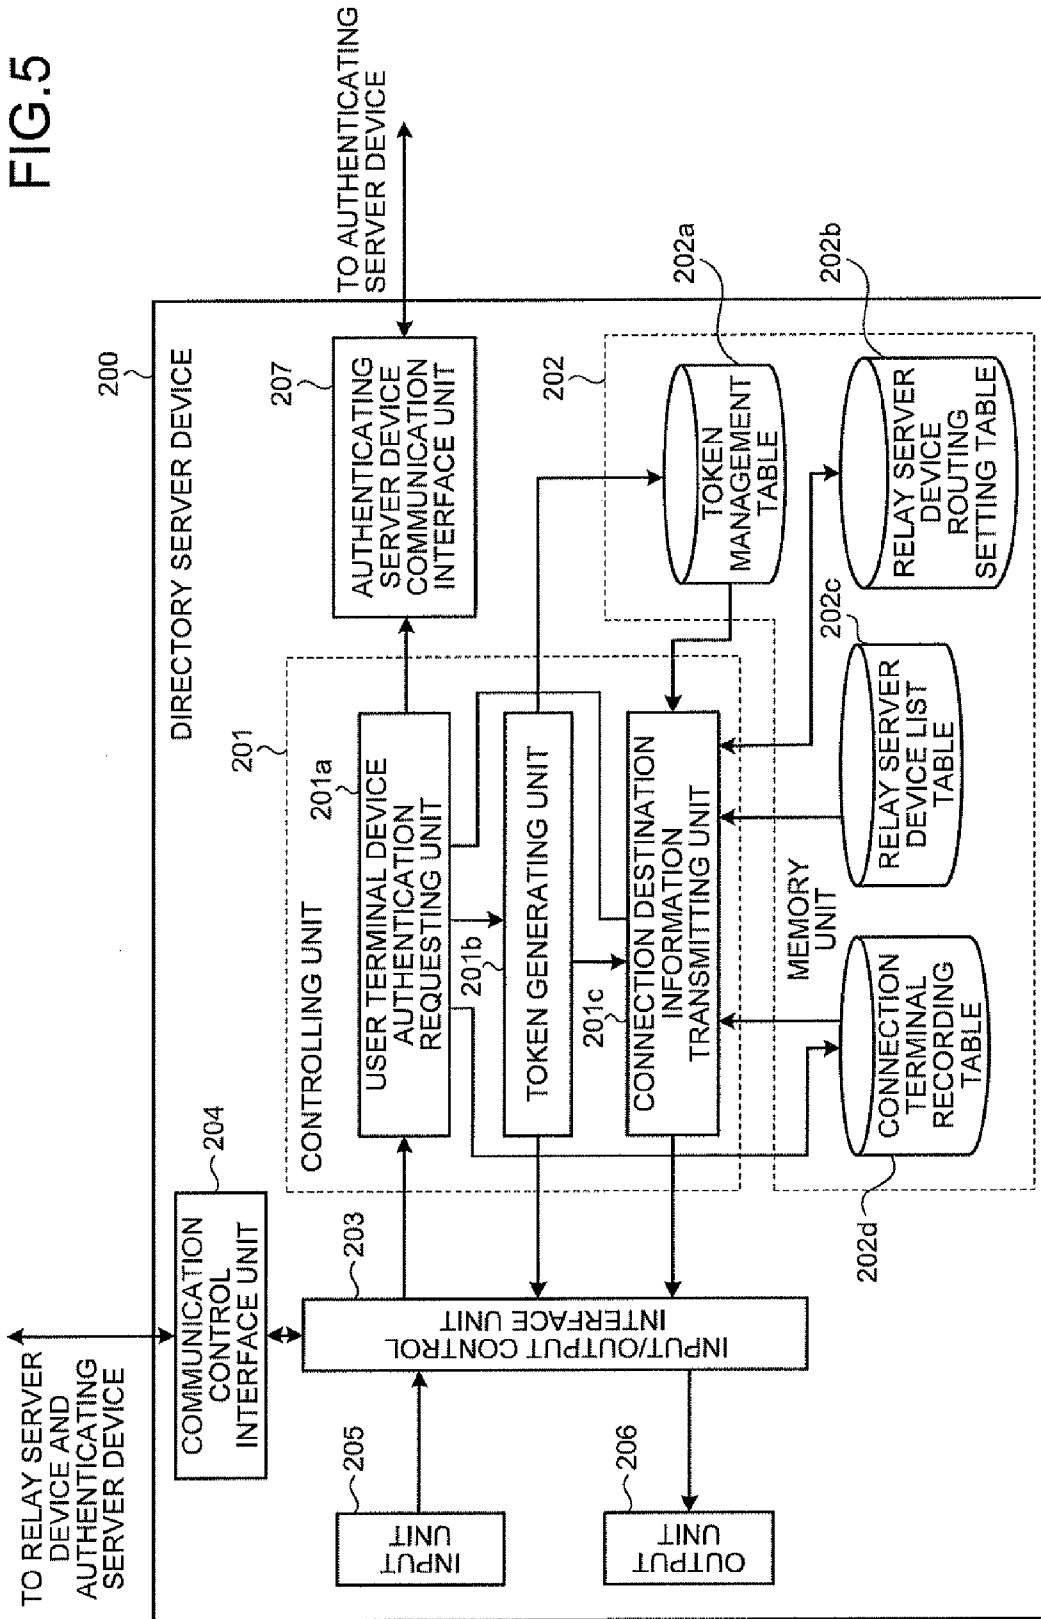 FIG.5
TO RELAY SERVER
DEVICE AND
AUTHENTICATING
SERVER DEVICE
200
DIRECTORY SERVER DEVICE
204
COMMUNICATION
CONTROL
INTERFACE UNIT
207
AUTHENTICATING
SERVER DEVICE
COMMUNICATION
INTERFACE UNIT
TO AUTHENTICATING
SERVER DEVICE
205
INPUT
UNIT
206
OUTPUT
UNIT
203
INPUT/OUTPUT CONTROL
INTERFACE UNIT
201
CONTROLLING UNIT
201a
USER TERMINAL DEVICE
AUTHENTICATION
REQUESTING UNIT
201b
TOKEN GENERATING UNIT
201c
CONNECTION DESTINATION
INFORMATION
TRANSMITTING UNIT
202
MEMORY
UNIT
202a
TOKEN
MANAGEMENT
TABLE
202d
CONNECTION
TERMINAL
RECORDING
TABLE
202c
RELAY SERVER
DEVICE LIST
TABLE
202b
RELAY SERVER
DEVICE
ROUTING
SETTING TABLE